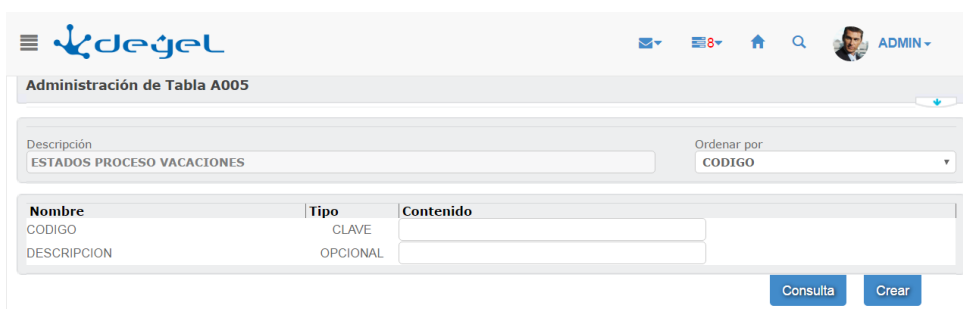 deyel
8
ADMIN
Administración de Tabla A005
Descripción
Ordenar por
ESTADOS PROCESO VACACIONES
CODIGO
Nombre Tipo Contenido
CODIGO CLAVE
DESCRIPCION OPCIONAL
Consulta Crear